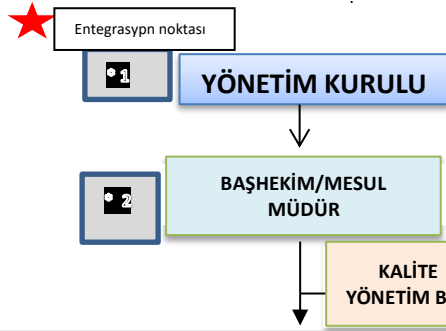 Entegrasypn noktası
1
YÖNETİM KURULU
2
BAŞHEKİM/MESUL
MÜDÜR
KALİTE
YÖNETİM B